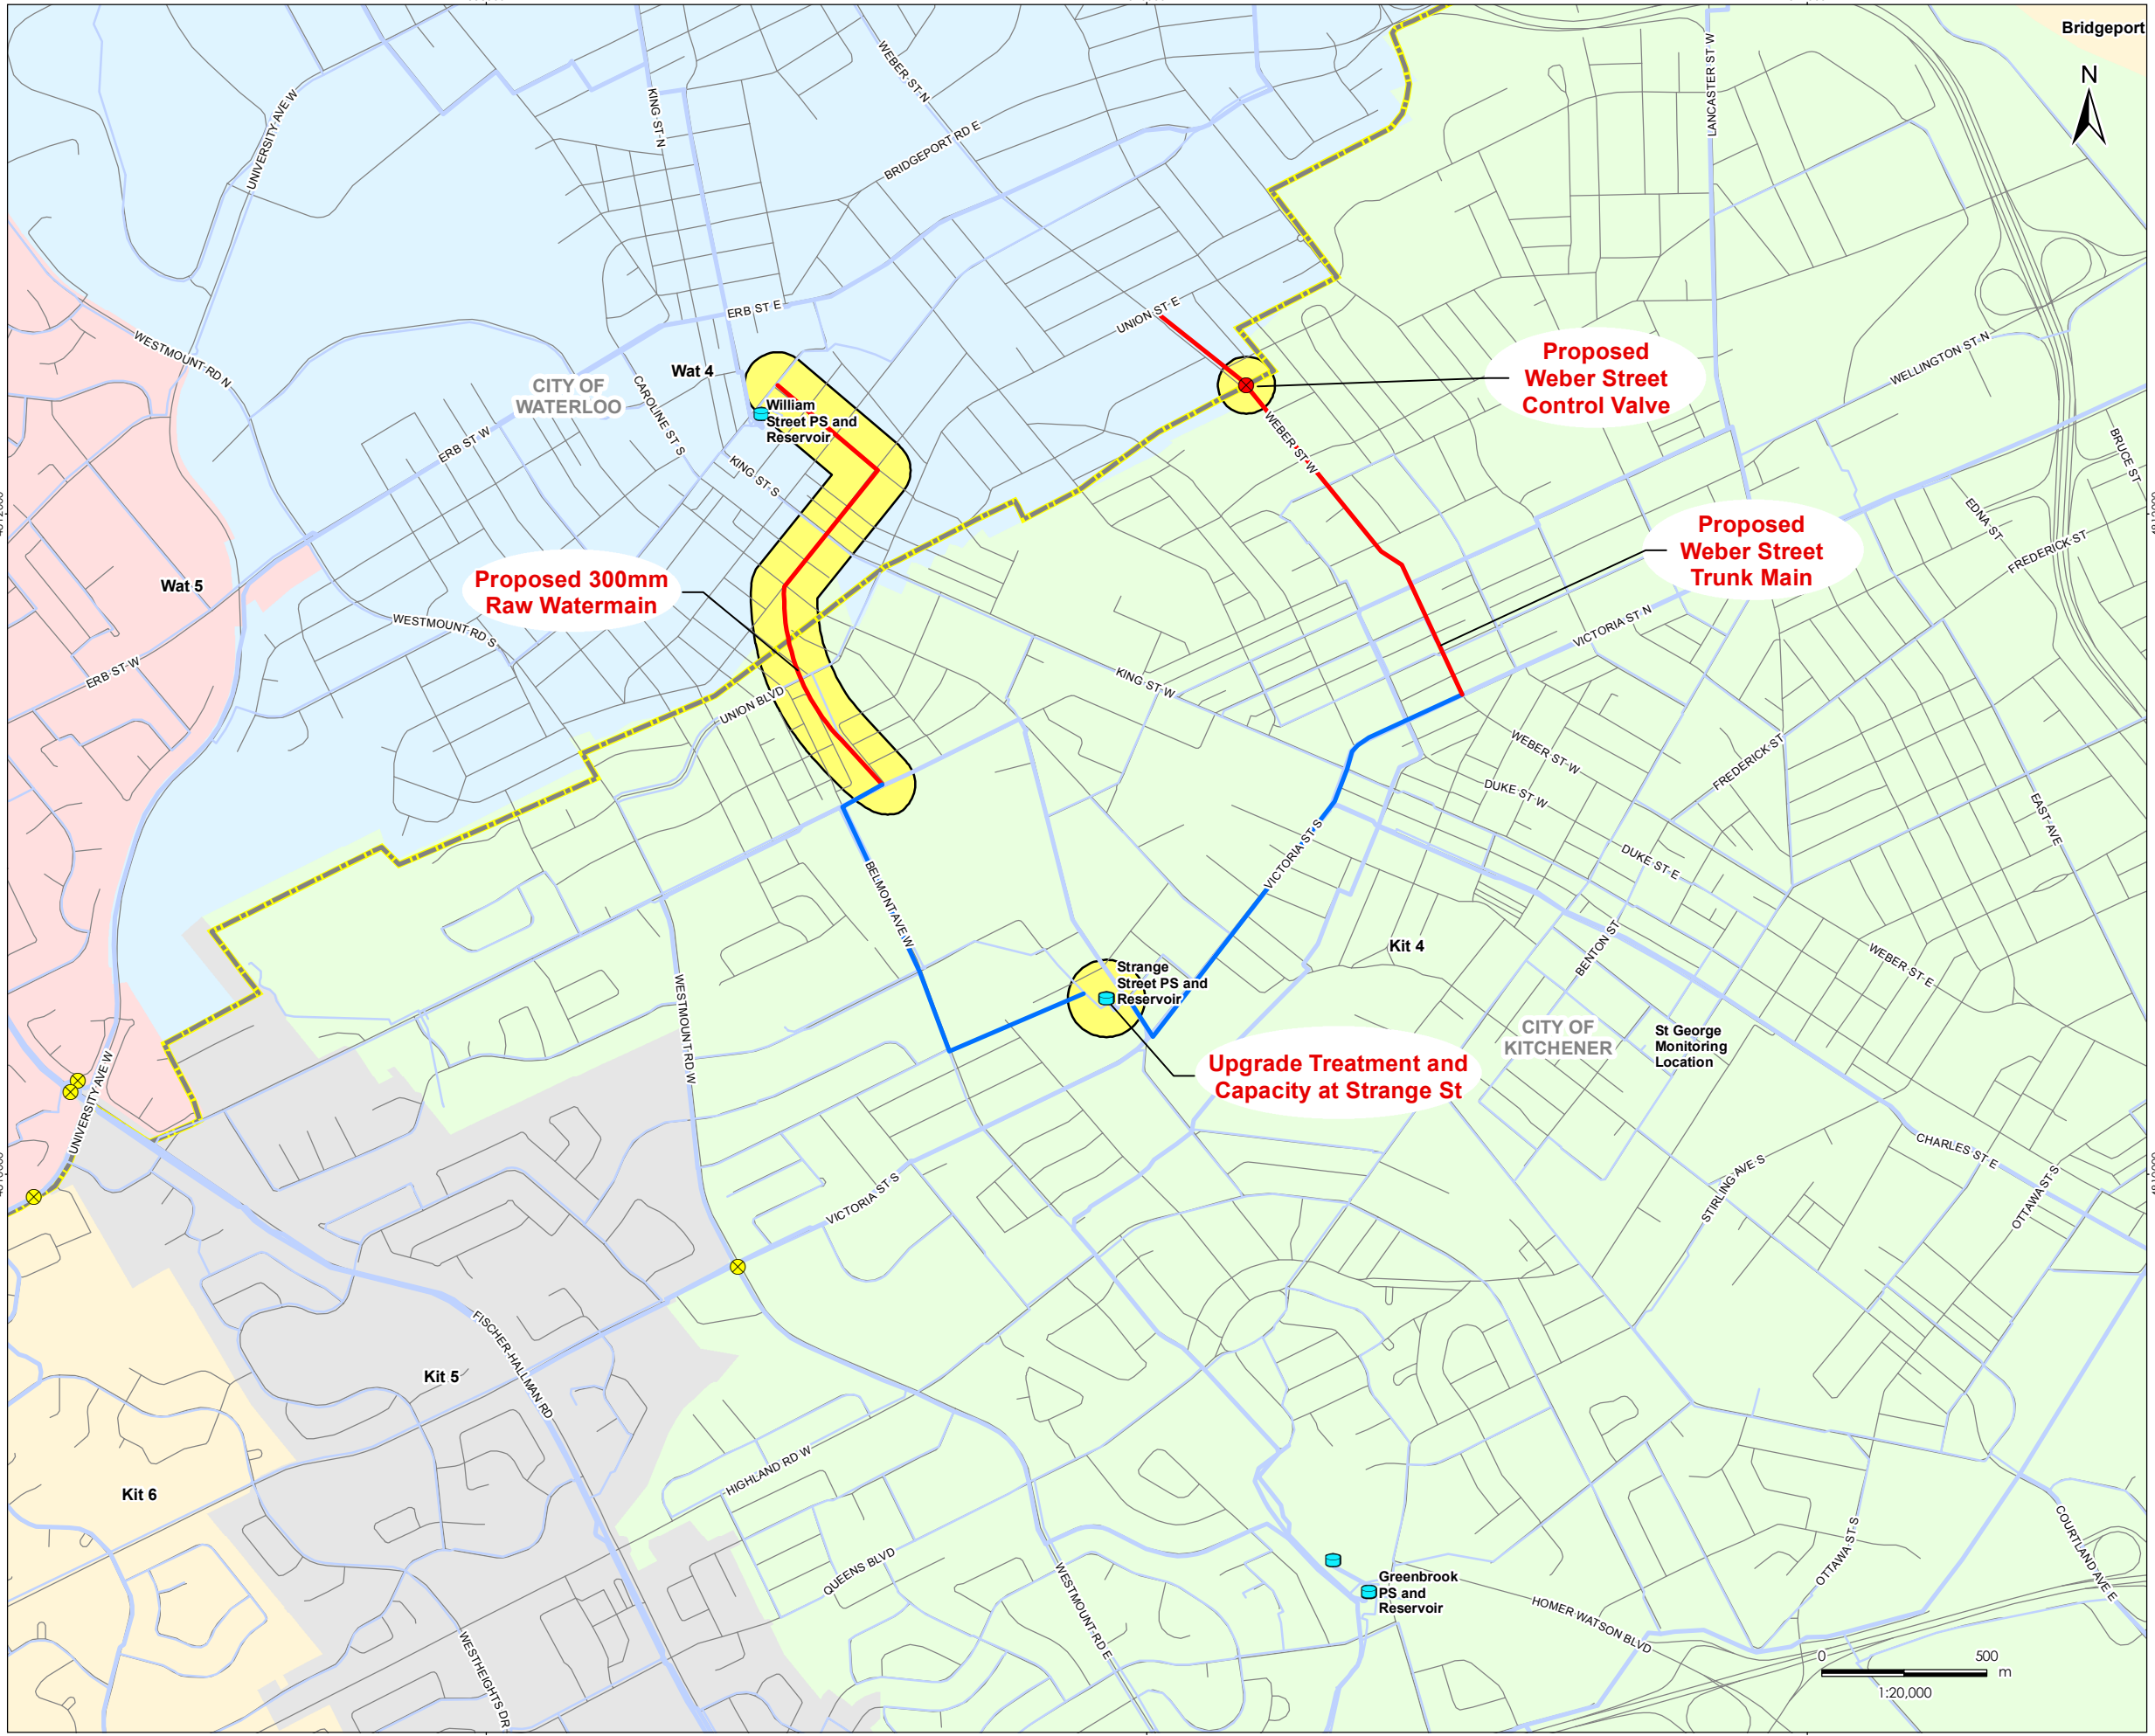 Bridgeport
N
WEBER ST N
LANCASTER ST W
UNIVERSITY AVE W
KING ST N
BRIDGEPORT RD E
UNION ST E
ERB ST E
WESTMOUNT RD N
Wat 4
CITY OF
WATERLOO
CAROLINE ST S
William
Street PS and
Reservoir
Proposed
Weber Street
Control Valve
WELLINGTON ST N
ERB ST W
KING ST S
WEBER ST W
BRUCE ST
EDNA ST
FREDERICK ST
Proposed
Weber Street
Trunk Main
Wat 5
Proposed 300mm
Raw Watermain
WESTMOUNT RD S
VICTORIA ST N
ERB ST W
KING ST W
UNION BLVD
WEBER ST W
FREDERICK ST
DUKE ST W
EAST AVE
VICTORIA ST S
DUKE ST E
BELMONT AVE W
Kit 4
BENTON ST
WEBER ST E
Strange
Street PS and
Reservoir
WESTMOUNT RD W
CITY OF
KITCHENER
St George
Monitoring
Location
Upgrade Treatment and
Capacity at Strange St
UNIVERSITY AVE W
CHARLES ST E
STIRLING AVE S
OTTAWA ST S
VICTORIA ST S
FISCHER-HALLMAN RD
Kit 5
HIGHLAND RD W
Kit 6
QUEENS BLVD
WESTMOUNT RD E
OTTAWA ST S
COURTLAND AVE E
Greenbrook
PS and
Reservoir
HOMER WATSON BLVD
WESTHEIGHTS DR
0 500
m
1:20,000